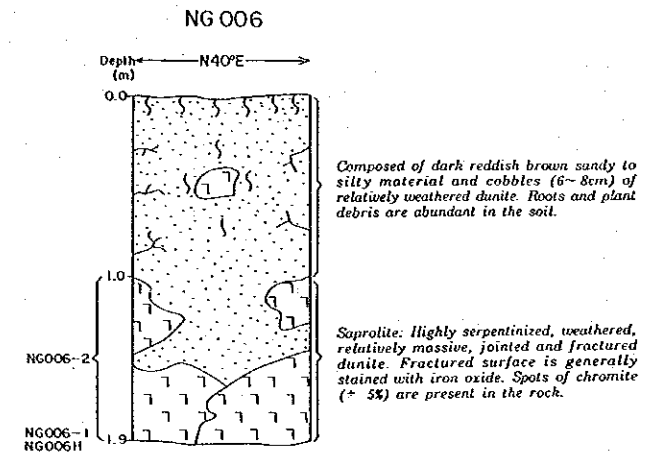 NG 006
Depth
(m)
N40°E
0.0
Composed of dark reddish brown sandy to
silty material and cobbles (6~ 8cm) of
relatively weathered dunite. Roots and plant
debris are abundant in the soil.
1.0
Saprolite: Highly serpentinized, weathered,
relatively massive, jointed and fractured
dunite. Fractured surface is generally
stained with iron oxide. Spots of chromite
(÷ 5%) are present in the rock.
NG006-2
NG006-1
NG006H
1.9